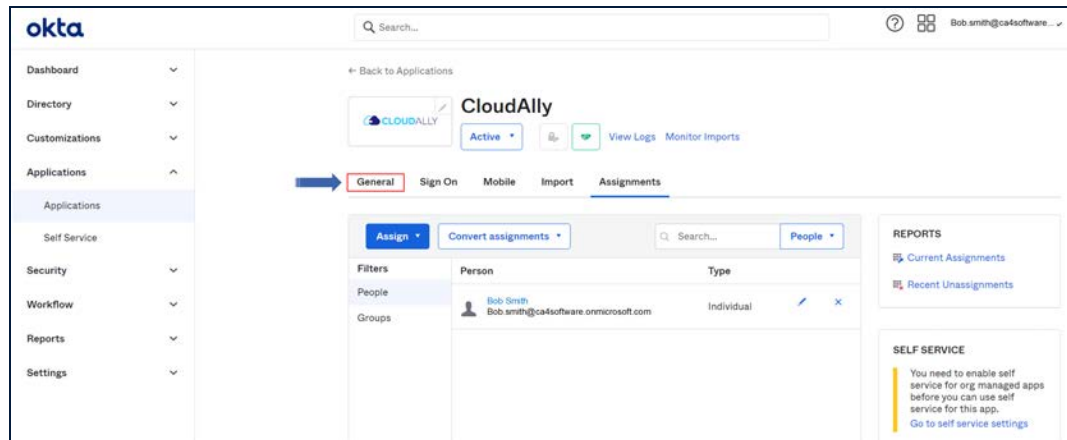 okta
Search...
Bob.smith@ca4software...
Dashboard
Directory
Customizations
Applications
Applications
Self Service
Security
Workflow
Reports
Settings
← Back to Applications
CLOUDALLY
CloudAlly
Active
View Logs
Monitor Imports
General
Sign On
Mobile
Import
Assignments
Assign
Convert assignments
Search...
People
Filters
People
Groups
Person
Type
Bob Smith
Bob.smith@ca4software.onmicrosoft.com
Individual
REPORTS
Current Assignments
Recent Unassignments
SELF SERVICE
You need to enable self
service for org managed apps
before you can use self
service for this app.
Go to self service settings